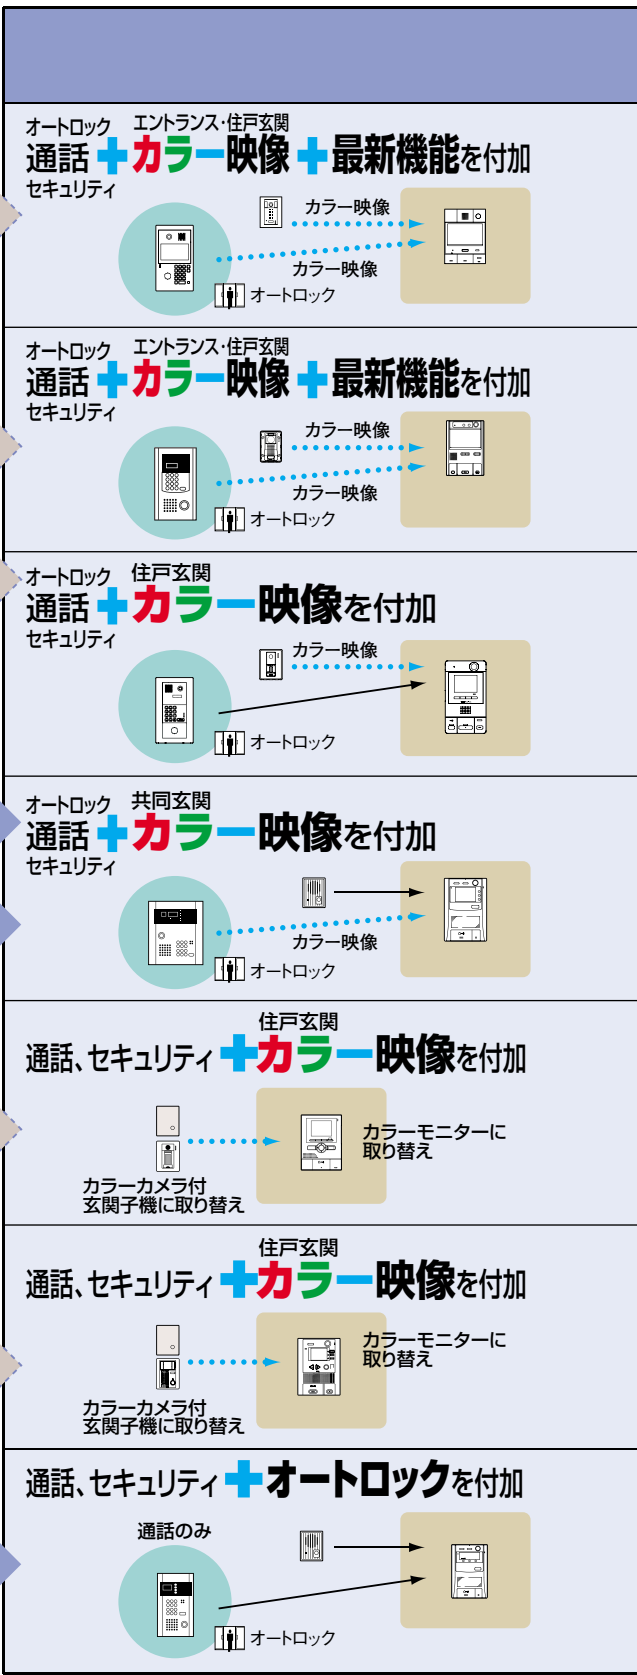 オートロック
エントランス・住戸玄関
通話＋カラー映像＋最新機能を付加
セキュリティ
カラー映像
カラー映像
オートロック
オートロック
エントランス・住戸玄関
通話＋カラー映像＋最新機能を付加
セキュリティ
カラー映像
カラー映像
オートロック
オートロック
住戸玄関
通話＋カラー映像を付加
セキュリティ
カラー映像
オートロック
オートロック
共同玄関
通話＋カラー映像を付加
セキュリティ
カラー映像
オートロック
住戸玄関
通話、セキュリティ＋カラー映像を付加
カラーモニターに
取り替え
カラーカメラ付
玄関子機に取り替え
住戸玄関
通話、セキュリティ＋カラー映像を付加
カラーモニターに
取り替え
カラーカメラ付
玄関子機に取り替え
通話、セキュリティ＋オートロックを付加
通話のみ
オートロック